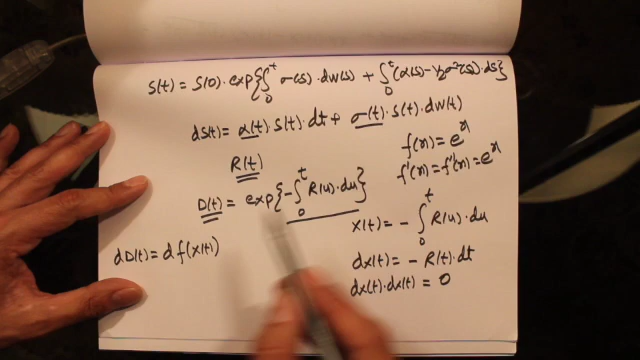 S(t) = S(0)·exp{∫₀ᵗ σ(s)·dW(s) + ∫₀ᵗ (α(s) - ½σ²(s))·ds}
dS(t) = α(t)·S(t)·dt + σ(t)·S(t)·dW(t)
f(x) = eˣ
R(t)
f'(x) = f''(x) = eˣ
D(t) = exp{-∫₀ᵗ R(u)·du}
X(t) = - ∫₀ᵗ R(u)·du
dD(t) = d f(X(t))
dX(t) = - R(t)·dt
dX(t)·dX(t) = 0